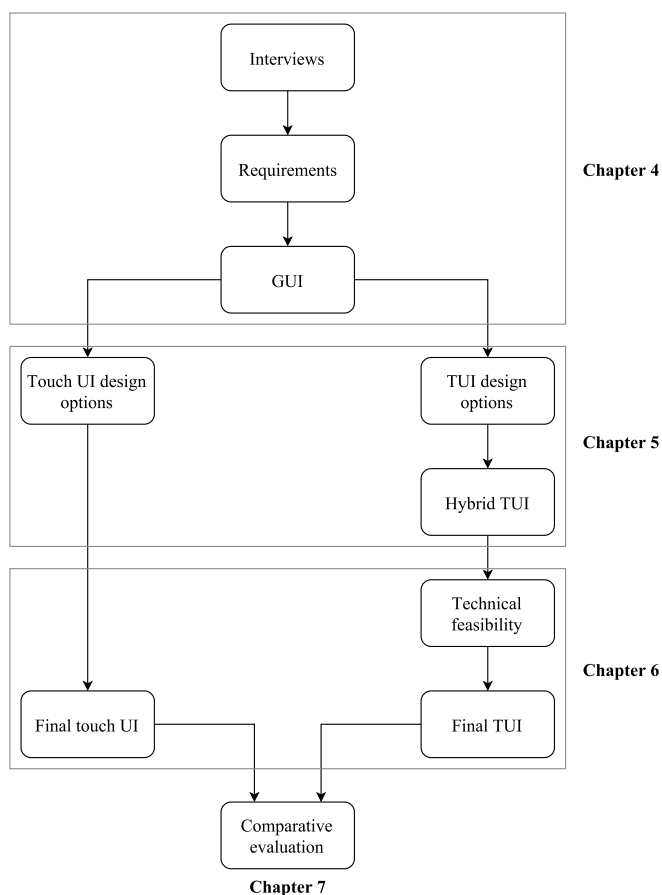 Interviews
Requirements
Chapter 4
GUI
Touch UI design
options
TUI design
options
Chapter 5
Hybrid TUI
Technical
feasibility
Chapter 6
Final touch UI
Final TUI
Comparative
evaluation
Chapter 7